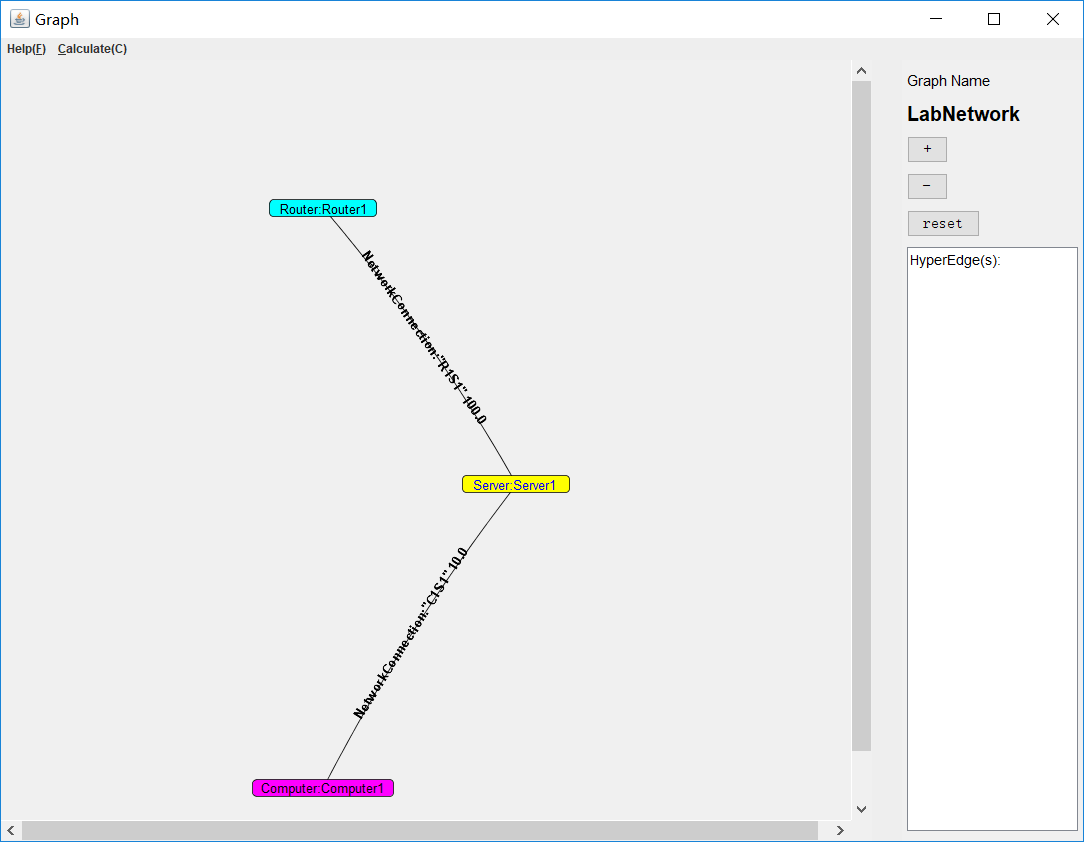 Graph
Help(F) Calculate(C)
Graph Name
LabNetwork
+
−
reset
HyperEdge(s):
Router:Router1
NetworkConnection:"R1S1" 100.0
Server:Server1
NetworkConnection:"C1S1" 10.0
Computer:Computer1